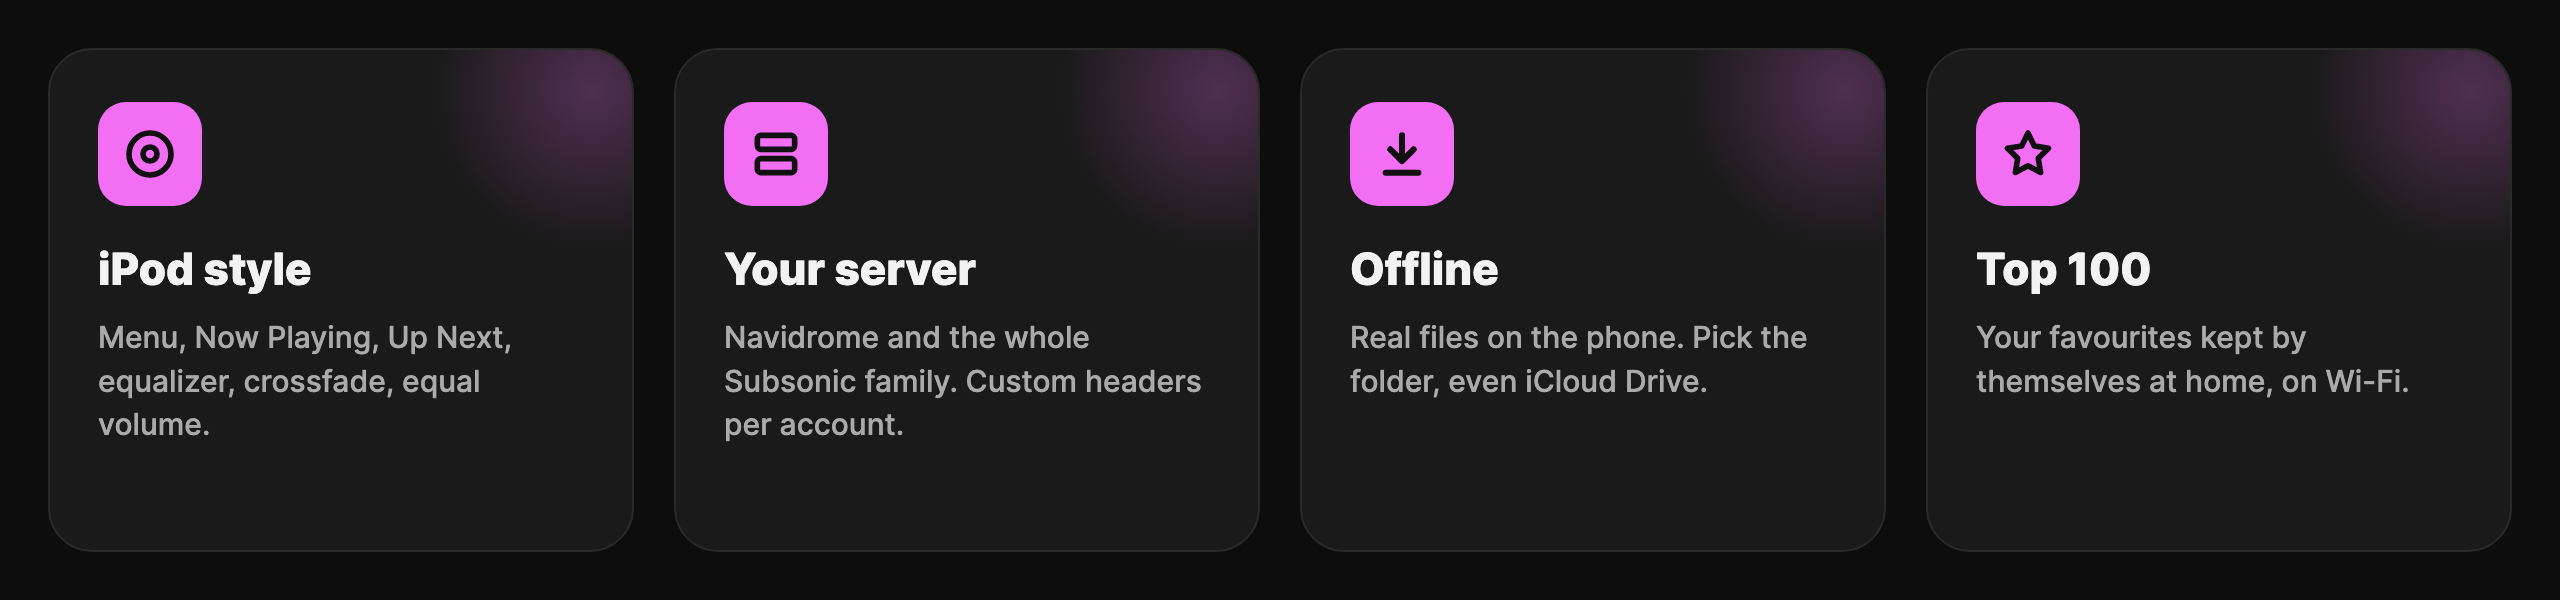 iPod style
Menu, Now Playing, Up Next,
equalizer, crossfade, equal
volume.
Your server
Navidrome and the whole
Subsonic family. Custom headers
per account.
Offline
Real files on the phone. Pick the
folder, even iCloud Drive.
Top 100
Your favourites kept by
themselves at home, on Wi-Fi.